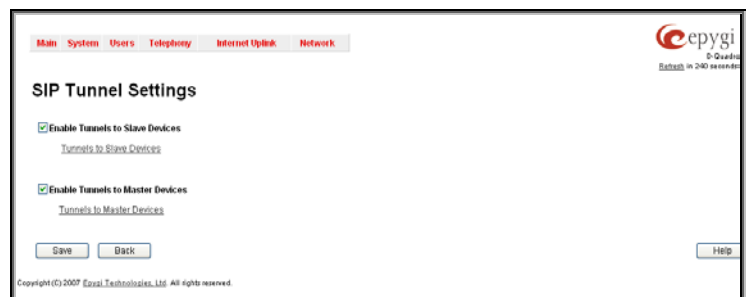 Main System Users Telephony Internet Uplink Network
epygi
Refresh in 240 seconds
SIP Tunnel Settings
Enable Tunnels to Slave Devices
Tunnels to Slave Devices
Enable Tunnels to Master Devices
Tunnels to Master Devices
Save Back Help
Copyright (C) 2007 Epygi Technologies, Ltd. All rights reserved.